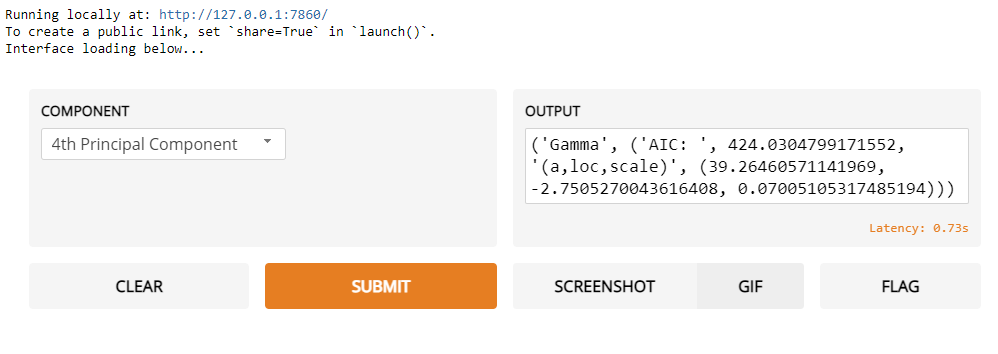 Running locally at: http://127.0.0.1:7860/
To create a public link, set `share=True` in `launch()`.
Interface loading below...
COMPONENT
4th Principal Component
OUTPUT
('Gamma', ('AIC: ', 424.0304799171552,
'(a,loc,scale)', (39.26460571141969,
-2.7505270043616408, 0.07005105317485194)))
Latency: 0.73s
CLEAR
SUBMIT
SCREENSHOT
GIF
FLAG